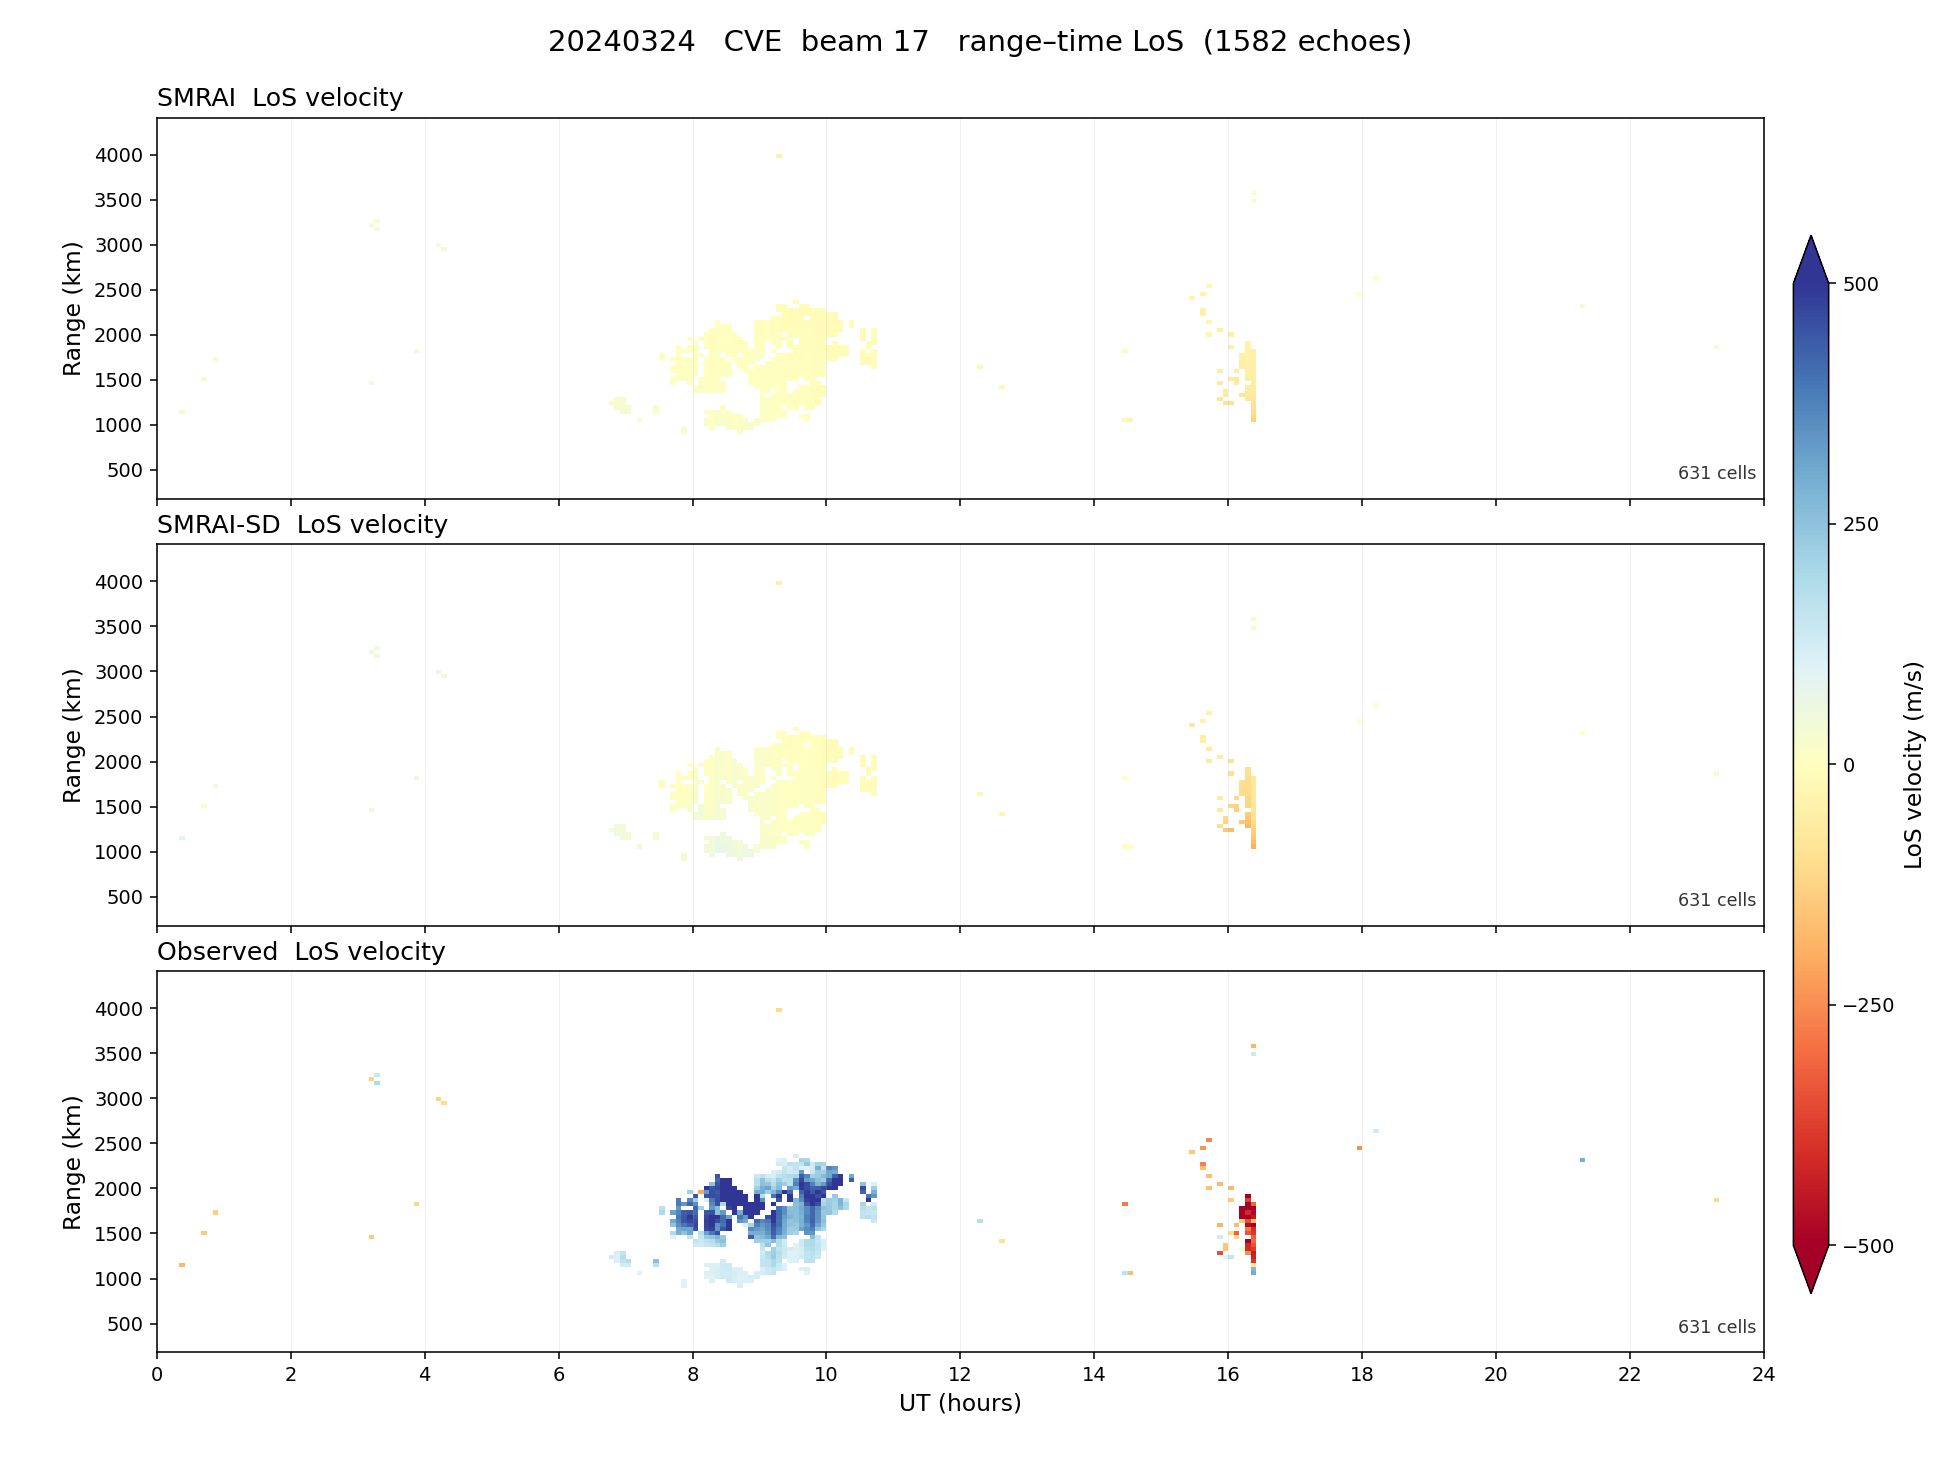 20240324   CVE  beam 17   range–time LoS  (1582 echoes)
SMRAI  LoS velocity
4000
3500
3000
2500
2000
1500
1000
500
Range (km)
631 cells
SMRAI-SD  LoS velocity
4000
3500
3000
2500
2000
1500
1000
500
Range (km)
631 cells
Observed  LoS velocity
4000
3500
3000
2500
2000
1500
1000
500
Range (km)
631 cells
0 2 4 6 8 10 12 14 16 18 20 22 24
UT (hours)
500
250
0
−250
−500
LoS velocity (m/s)